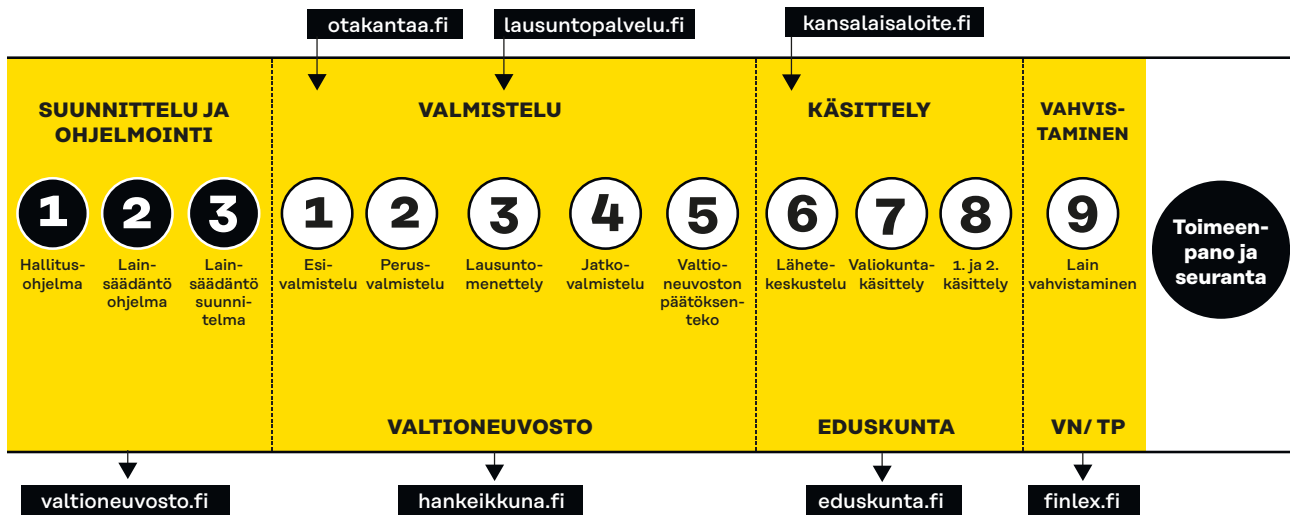 otakantaa.fi
lausuntopalvelu.fi
kansalaisaloite.fi
SUUNNITTELU JA
OHJELMOINTI
VALMISTELU
KÄSITTELY
VAHVIS-
TAMINEN
1
Hallitus-
ohjelma
2
Lain-
säädäntö
ohjelma
3
Lain-
säädäntö
suunni-
telma
1
Esi-
valmistelu
2
Perus-
valmistelu
3
Lausunto-
menettely
4
Jatko-
valmistelu
5
Valtio-
neuvoston
päätöksen-
teko
6
Lähete-
keskustelu
7
Valiokunta-
käsittely
8
1. ja 2.
käsittely
9
Lain
vahvistaminen
Toimeen-
pano ja
seuranta
VALTIONEUVOSTO
EDUSKUNTA
VN/ TP
valtioneuvosto.fi
hankeikkuna.fi
eduskunta.fi
finlex.fi